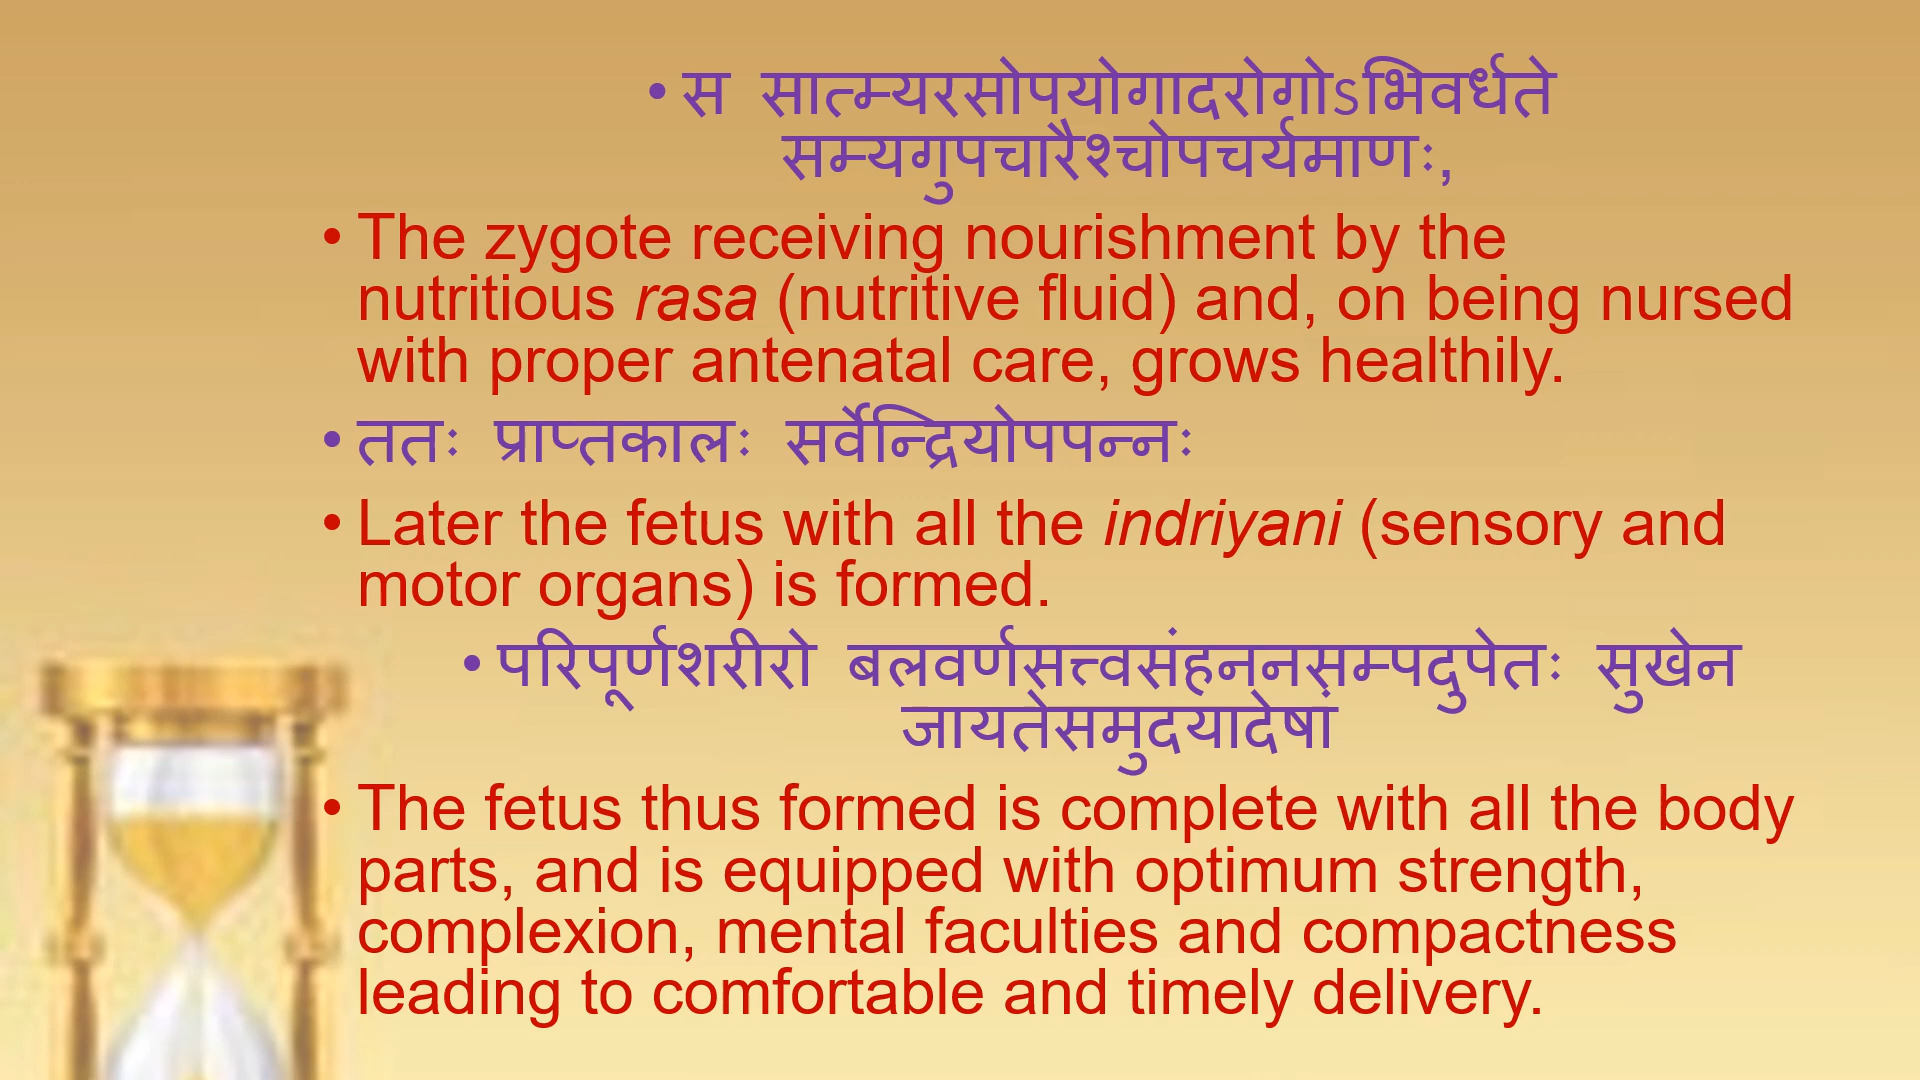 • स सात्म्यरसोपयोगादरोगोऽभिवर्धते
सम्यगुपचारैश्चोपचर्यमाणः,
• The zygote receiving nourishment by the
nutritious rasa (nutritive fluid) and, on being nursed
with proper antenatal care, grows healthily.
• ततः प्राप्तकालः सर्वेन्द्रियोपपन्नः
• Later the fetus with all the indriyani (sensory and
motor organs) is formed.
• परिपूर्णशरीरो बलवर्णसत्त्वसंहननसम्पदुपेतः सुखेन
जायतेसमुदयादेषां
• The fetus thus formed is complete with all the body
parts, and is equipped with optimum strength,
complexion, mental faculties and compactness
leading to comfortable and timely delivery.